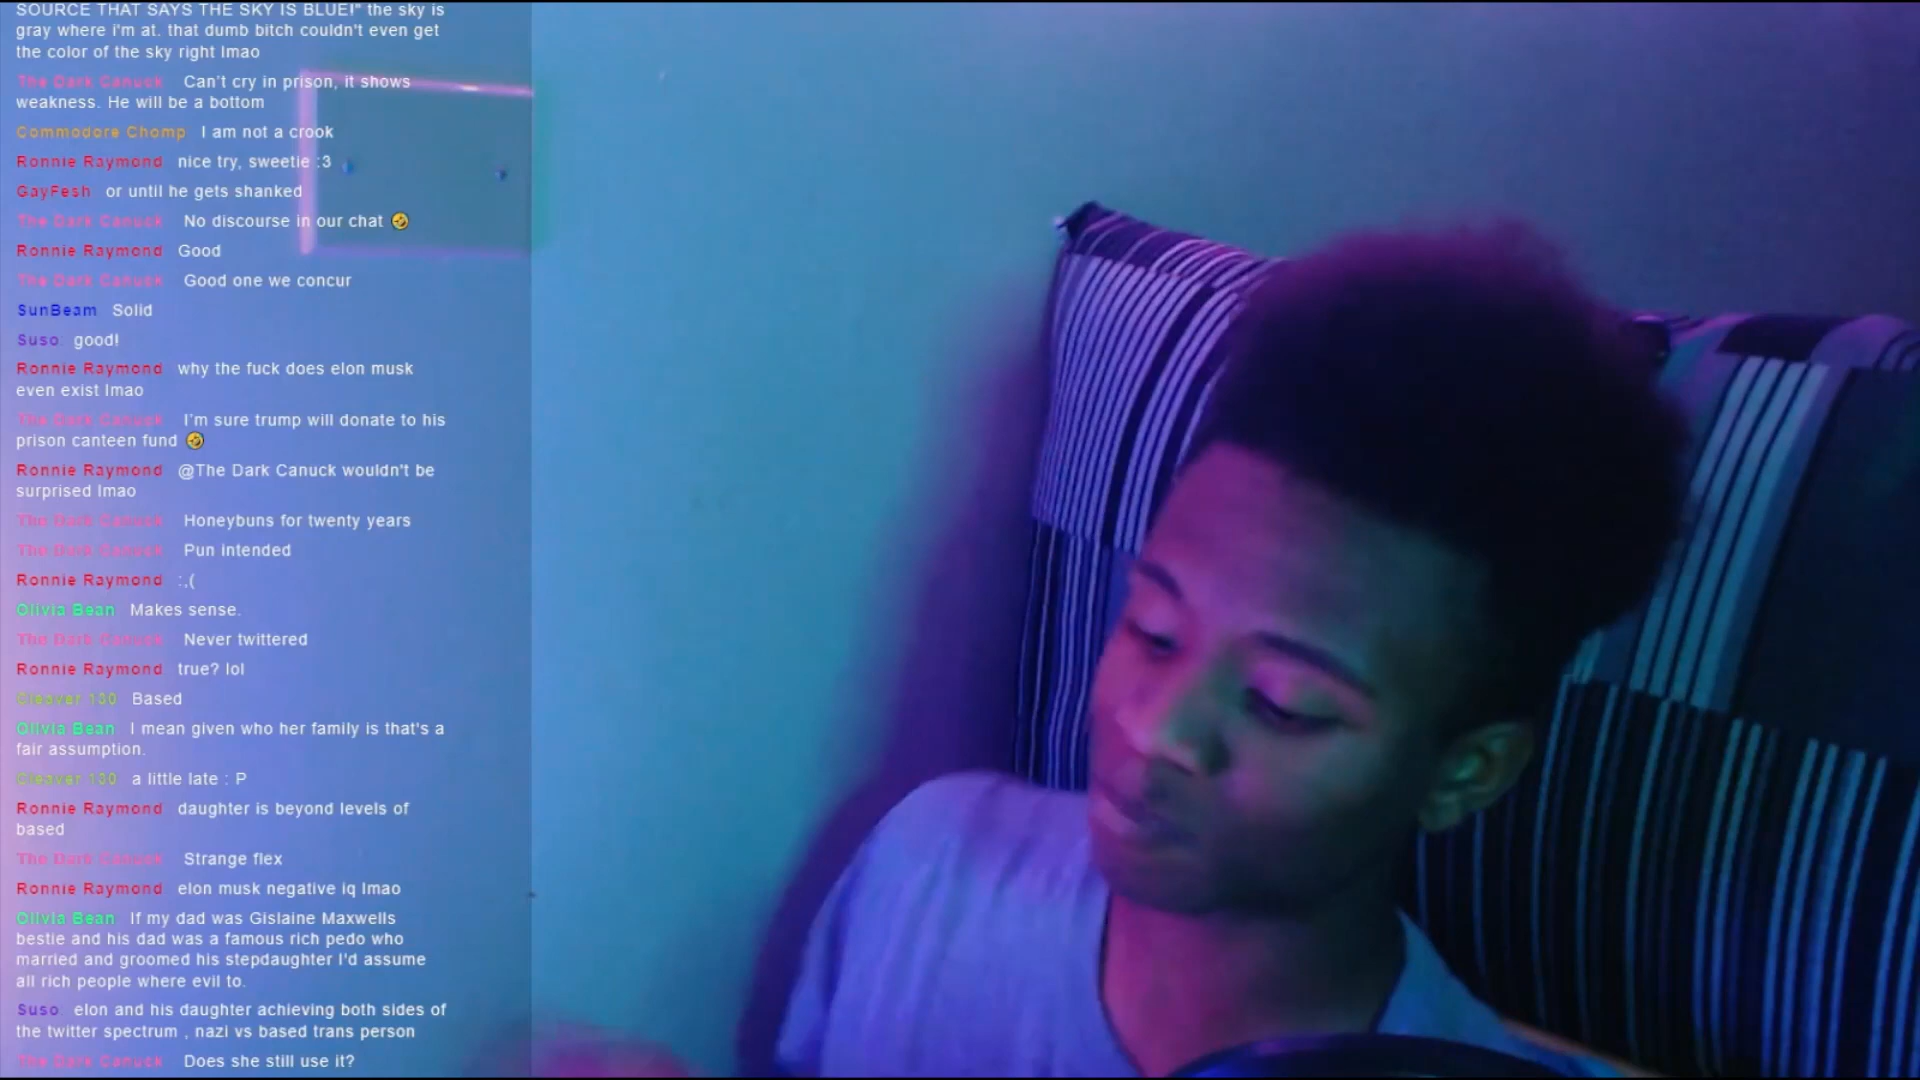 SOURCE THAT SAYS THE SKY IS BLUE!" the sky is
gray where i'm at. that dumb bitch couldn't even get
the color of the sky right lmao
The Dark Canuck Can't cry in prison, it shows
weakness. He will be a bottom
Commodore Chomp I am not a crook
Ronnie Raymond nice try, sweetie :3
GayFesh or until he gets shanked
The Dark Canuck No discourse in our chat 🤣
Ronnie Raymond Good
The Dark Canuck Good one we concur
SunBeam Solid
Suso good!
Ronnie Raymond why the fuck does elon musk
even exist lmao
The Dark Canuck I'm sure trump will donate to his
prison canteen fund 🤣
Ronnie Raymond @The Dark Canuck wouldn't be
surprised lmao
The Dark Canuck Honeybuns for twenty years
The Dark Canuck Pun intended
Ronnie Raymond :,(
Olivia Bean Makes sense.
The Dark Canuck Never twittered
Ronnie Raymond true? lol
Cleaver 130 Based
Olivia Bean I mean given who her family is that's a
fair assumption.
Cleaver 130 a little late : P
Ronnie Raymond daughter is beyond levels of
based
The Dark Canuck Strange flex
Ronnie Raymond elon musk negative iq lmao
Olivia Bean If my dad was Gislaine Maxwells
bestie and his dad was a famous rich pedo who
married and groomed his stepdaughter I'd assume
all rich people where evil to.
Suso elon and his daughter achieving both sides of
the twitter spectrum , nazi vs based trans person
The Dark Canuck Does she still use it?